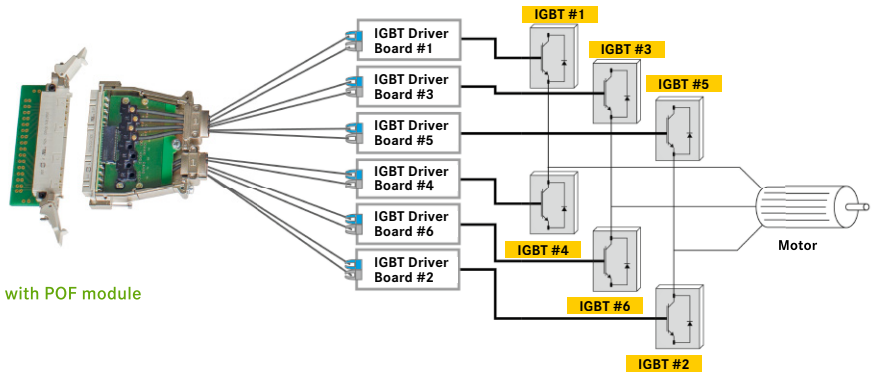 IGBT #1
IGBT Driver
Board #1
IGBT #3
IGBT Driver
Board #3
IGBT #5
IGBT Driver
Board #5
IGBT Driver
Board #4
IGBT #4
IGBT Driver
Board #6
Motor
IGBT Driver
Board #2
IGBT #6
with POF module
IGBT #2